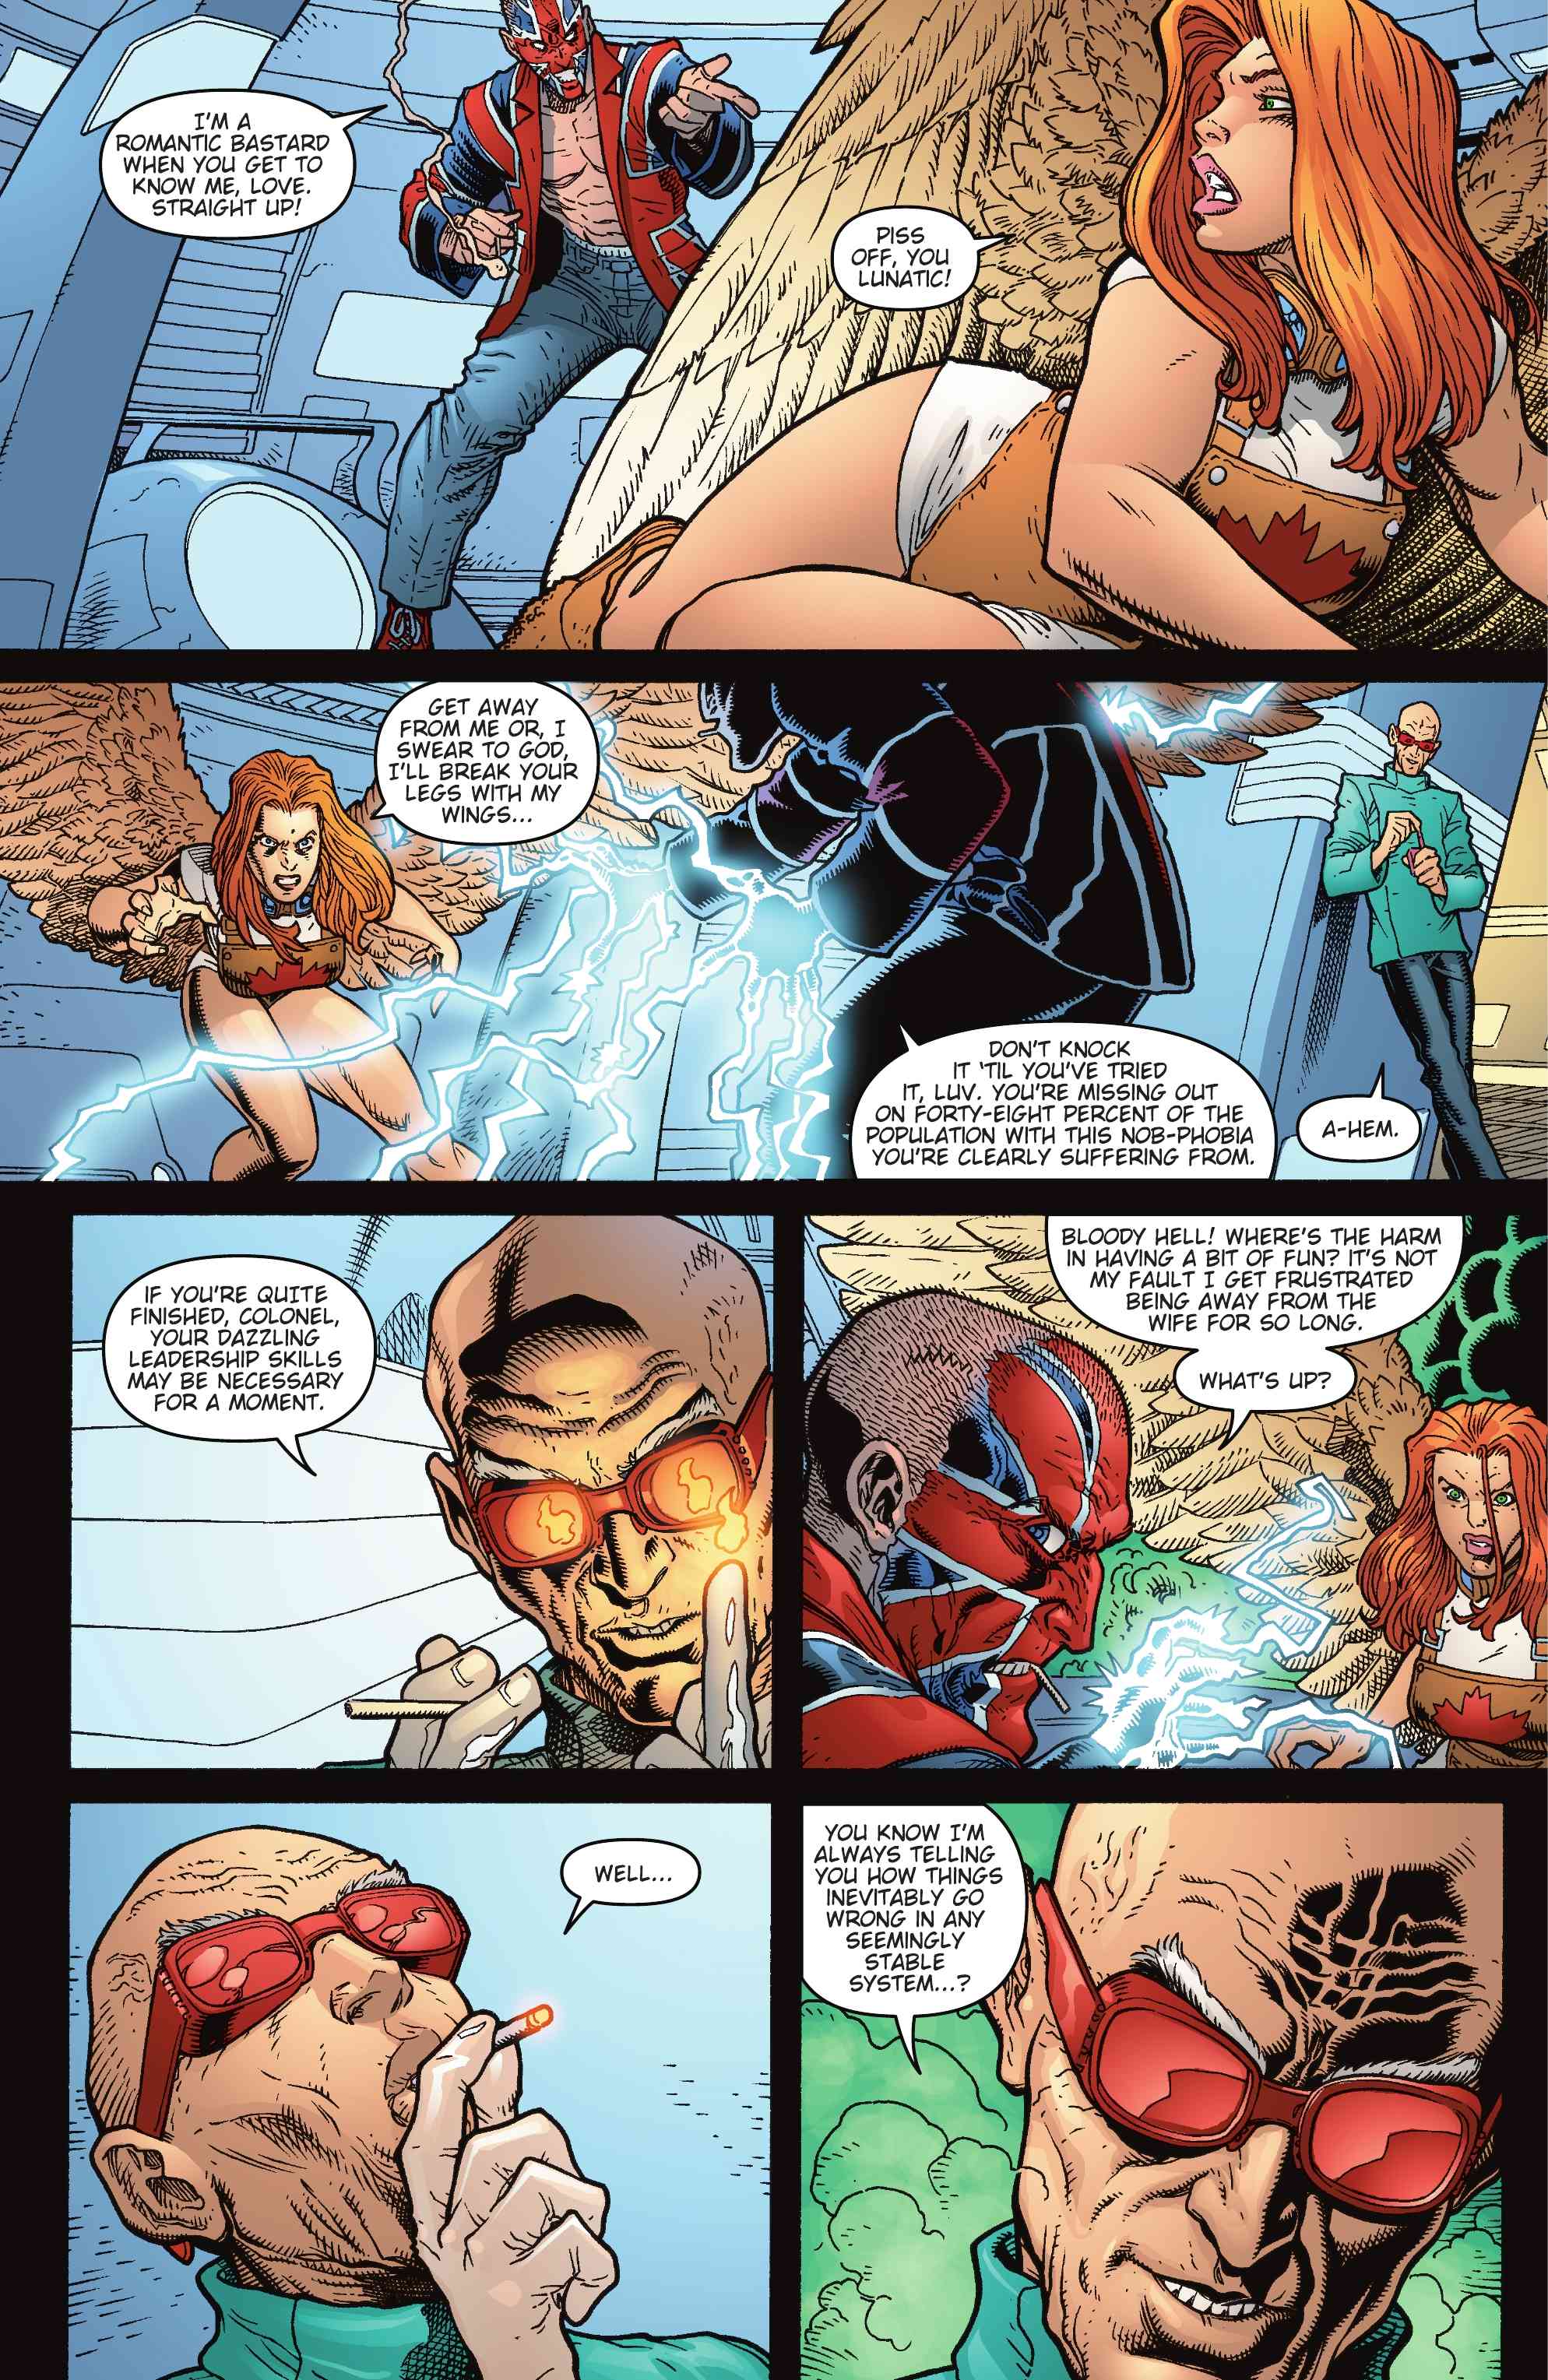 I'M A
ROMANTIC BASTARD
WHEN YOU GET TO
KNOW ME, LOVE.
STRAIGHT UP!
PISS
OFF, YOU
LUNATIC!
GET AWAY
FROM ME OR, I
SWEAR TO GOD,
I'LL BREAK YOUR
LEGS WITH MY
WINGS...
DON'T KNOCK
IT 'TIL YOU'VE TRIED
IT, LUV. YOU'RE MISSING OUT
ON FORTY-EIGHT PERCENT OF THE
POPULATION WITH THIS NOB-PHOBIA
YOU'RE CLEARLY SUFFERING FROM.
A-HEM.
IF YOU'RE QUITE
FINISHED, COLONEL,
YOUR DAZZLING
LEADERSHIP SKILLS
MAY BE NECESSARY
FOR A MOMENT.
BLOODY HELL! WHERE'S THE HARM
IN HAVING A BIT OF FUN? IT'S NOT
MY FAULT I GET FRUSTRATED
BEING AWAY FROM THE
WIFE FOR SO LONG.
WHAT'S UP?
WELL...
YOU KNOW I'M
ALWAYS TELLING
YOU HOW THINGS
INEVITABLY GO
WRONG IN ANY
SEEMINGLY
STABLE
SYSTEM...?